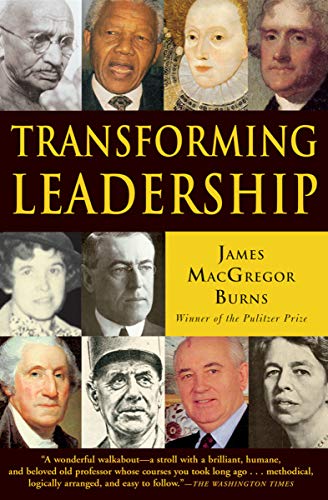 TRANSFORMING
LEADERSHIP
JAMES
MACGREGOR
BURNS
Winner of the Pulitzer Prize
"A wonderful walkabout—a stroll with a brilliant, humane,
and beloved old professor whose courses you took long ago . . . methodical,
logically arranged, and easy to follow."—THE WASHINGTON TIMES